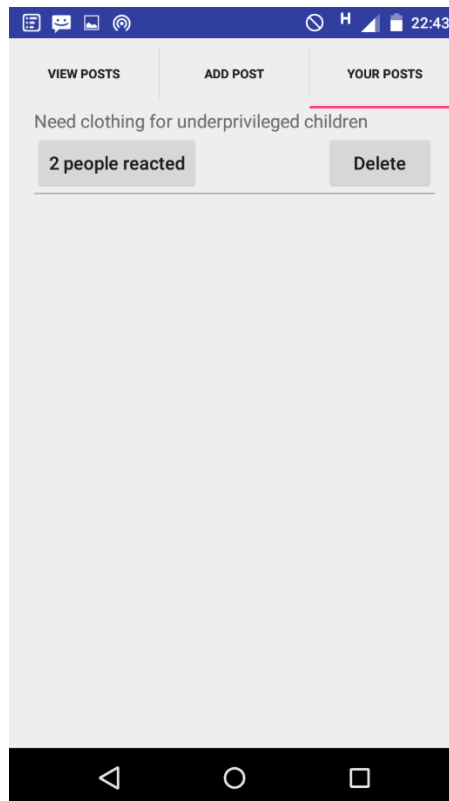 H 22:43
VIEW POSTS ADD POST YOUR POSTS
Need clothing for underprivileged children
2 people reacted Delete